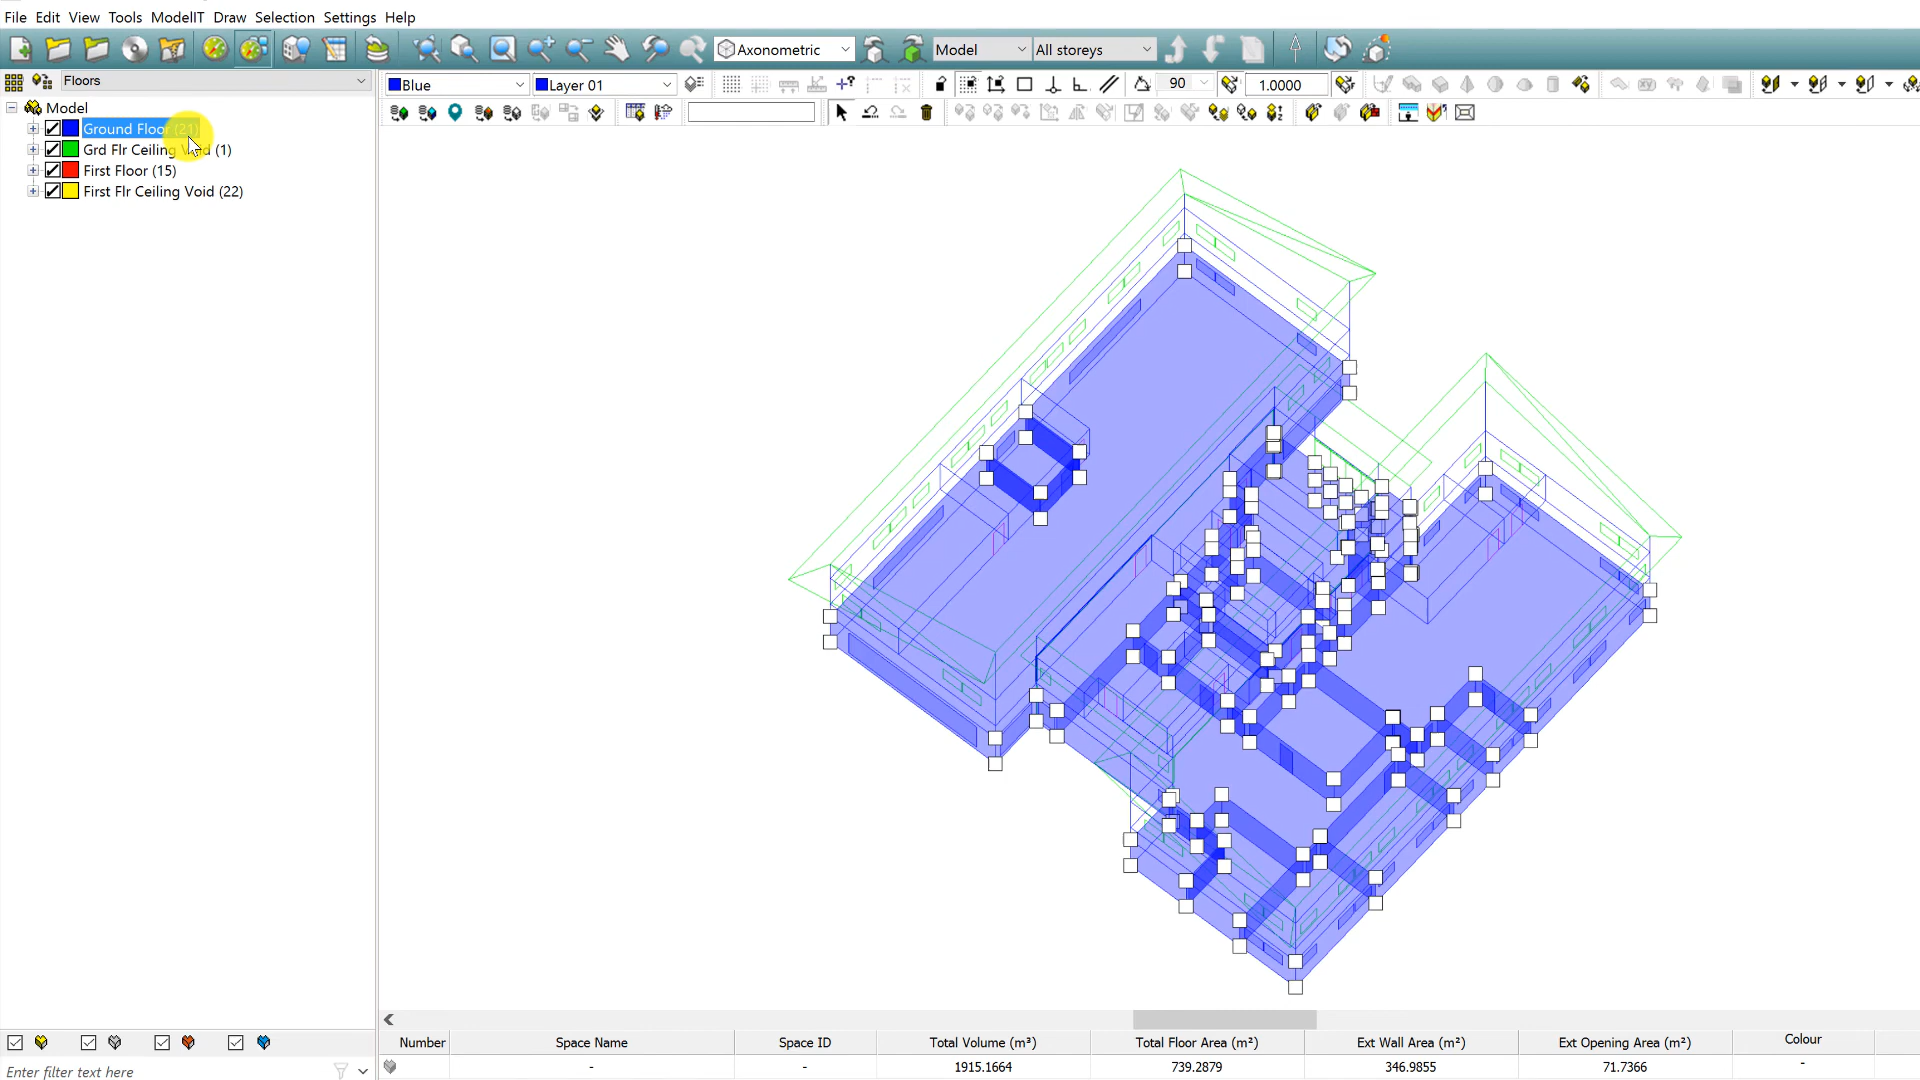 File Edit View Tools ModelIT Draw Selection Settings Help
Axonometric Model All storeys
Floors Blue Layer 01 90 1.0000
Model
Ground Floor (21)
Grd Flr Ceiling Void (1)
First Floor (15)
First Flr Ceiling Void (22)
Number Space Name Space ID Total Volume (m³) Total Floor Area (m²) Ext Wall Area (m²) Ext Opening Area (m²) Colour
- - 1915.1664 739.2879 346.9855 71.7366 -
Enter filter text here